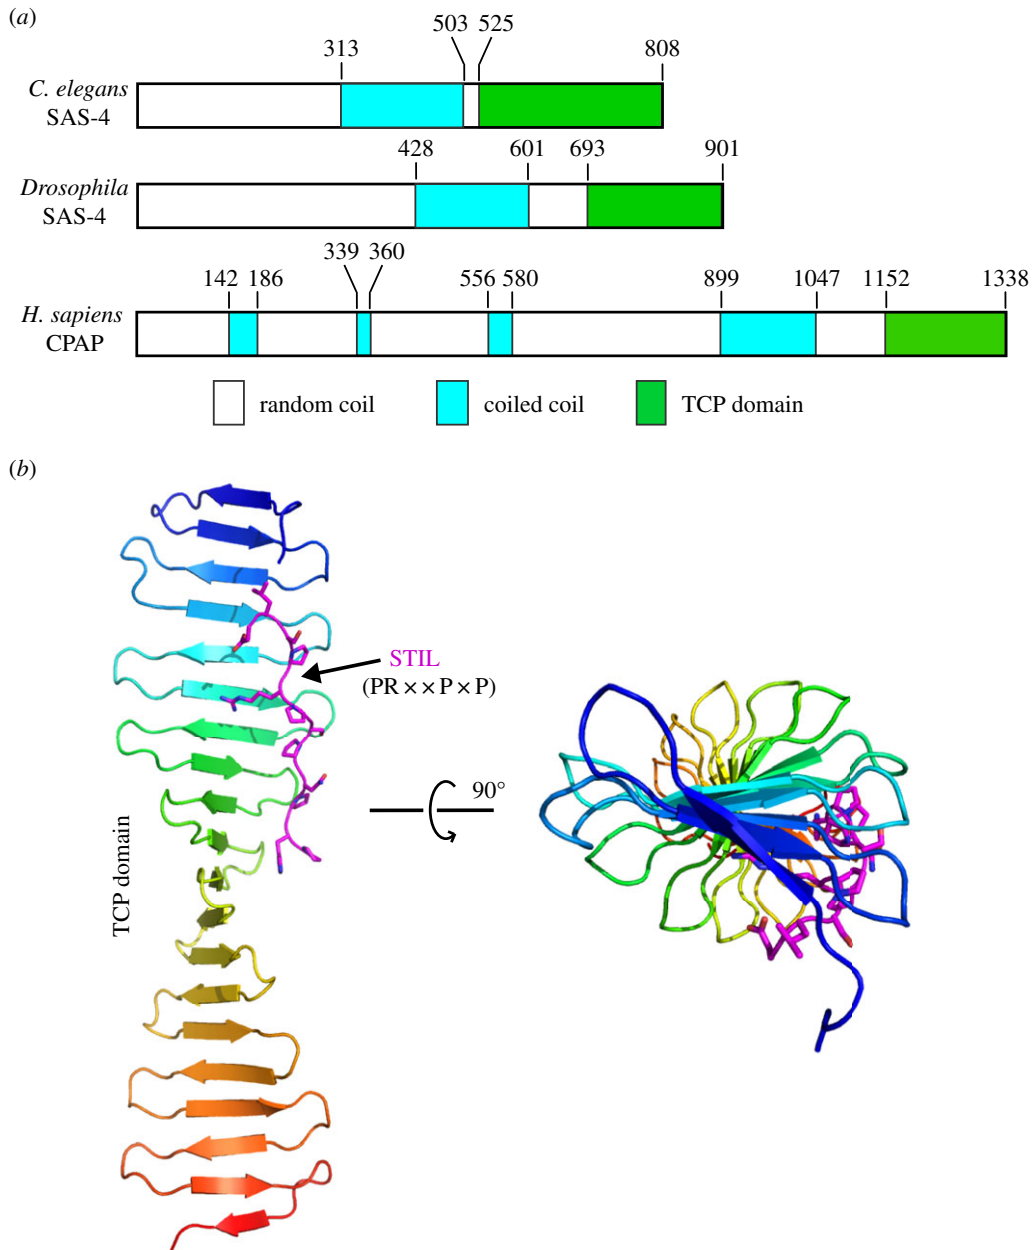 (a)
503 525
313 808
C. elegans
SAS-4
428 601 693 901
Drosophila
SAS-4
339 360
142 186 556 580 899 1047 1152 1338
H. sapiens
CPAP
random coil coiled coil TCP domain
(b)
STIL
(PR××P×P)
90°
TCP domain